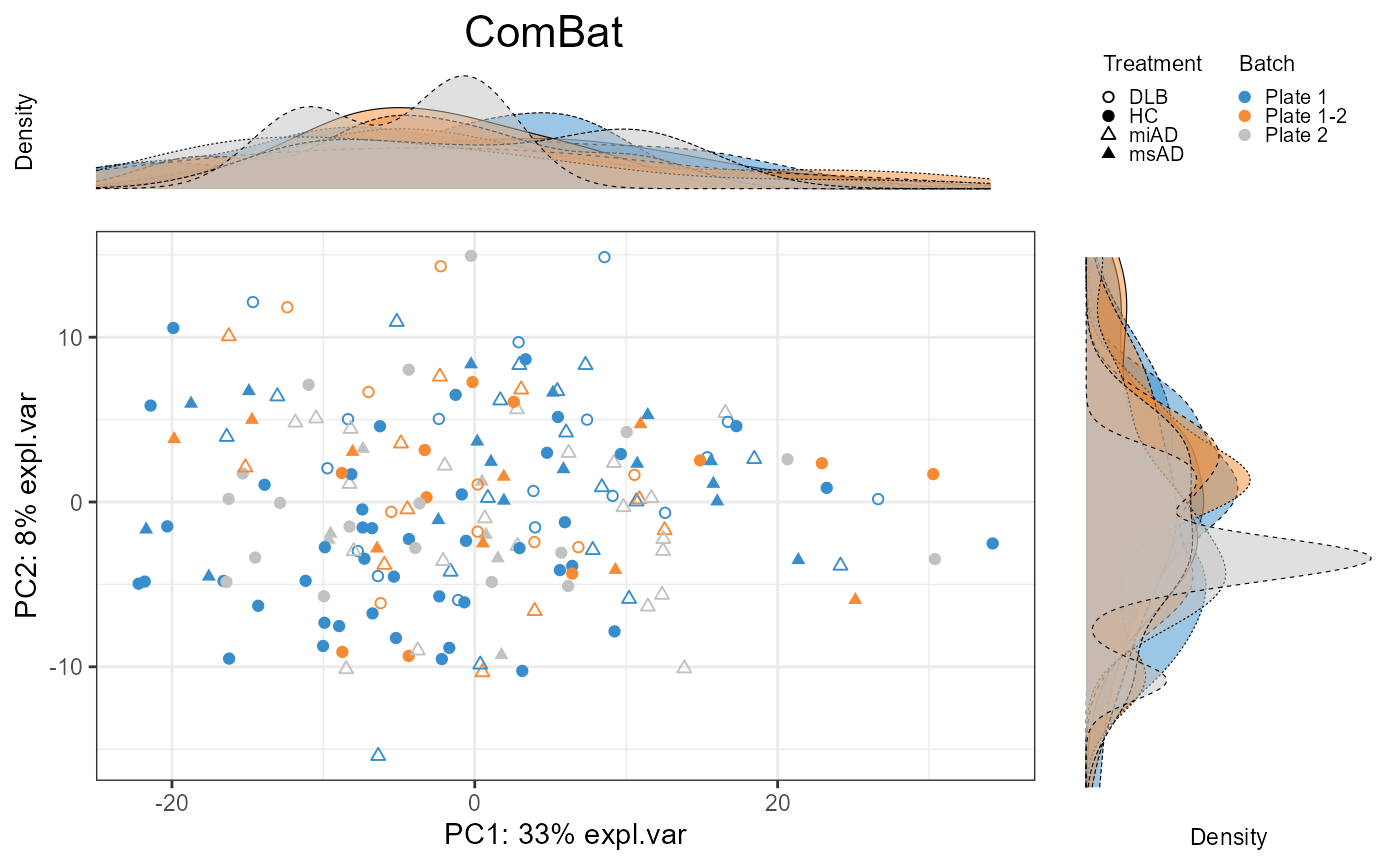 ComBat
Density
Treatment
DLB
HC
miAD
msAD
Batch
Plate 1
Plate 1-2
Plate 2
PC2: 8% expl.var
10
0
-10
-20
0
20
PC1: 33% expl.var
Density